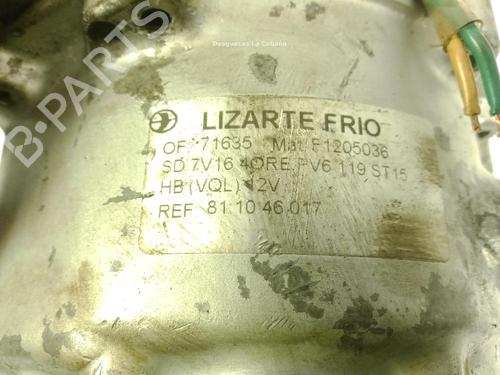 Desguaces La Cabaña
B-PARTS
LIZARTE FRIO
OF. 71635 Mat. F1205036
SD 7V16 4ORE PV6 119 ST15
HB (VQL) 12V
REF. 81.10.46.017